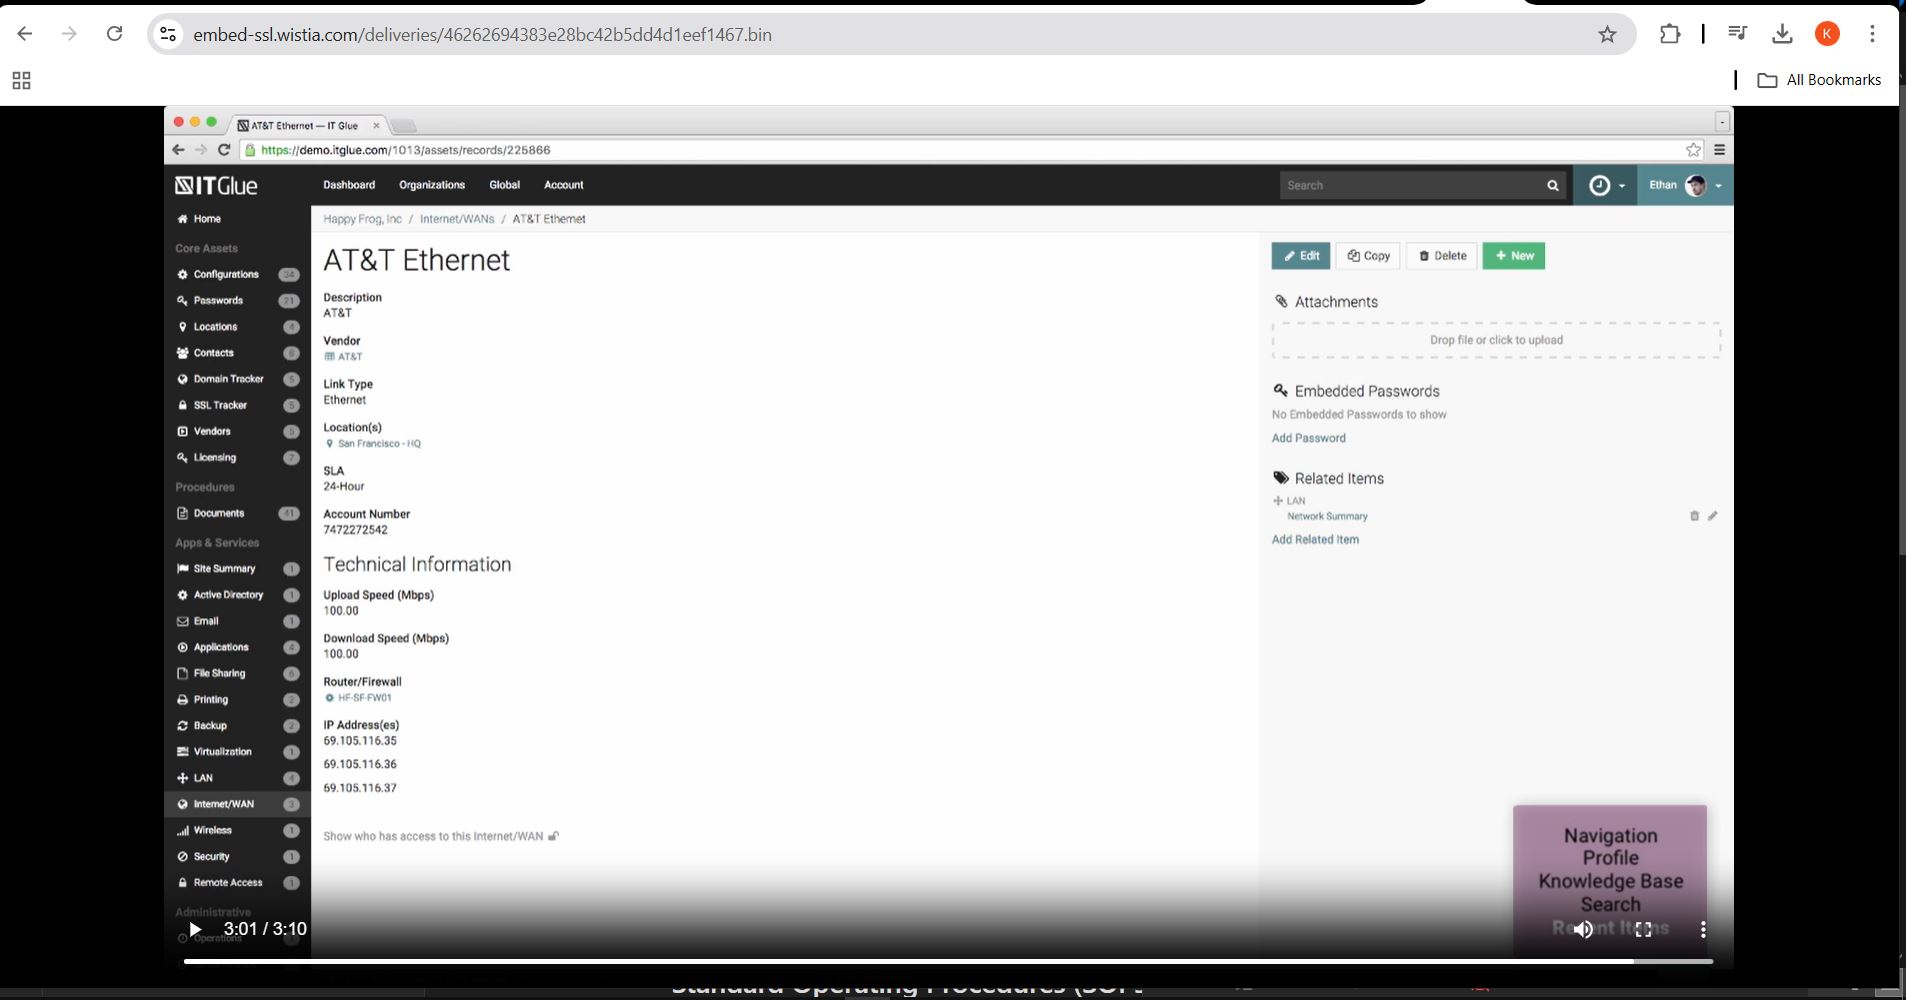 embed-ssl.wistia.com/deliveries/46262694383e28bc42b5dd4d1eef1467.bin
K
All Bookmarks
AT&T Ethernet — IT Glue
https://demo.itglue.com/1013/assets/records/225866
ITGlue
Dashboard Organizations Global Account
Search
Ethan
Home
Core Assets
Configurations 34
Passwords 21
Locations 4
Contacts
Domain Tracker 5
SSL Tracker 5
Vendors
Licensing 7
Procedures
Documents 41
Apps & Services
Site Summary 1
Active Directory 1
Email 1
Applications 4
File Sharing
Printing 2
Backup 2
Virtualization 1
LAN 4
Internet/WAN 3
Wireless 1
Security 1
Remote Access 1
Administrative
Operations
Happy Frog, Inc / Internet/WANs / AT&T Ethernet
AT&T Ethernet
Description
AT&T
Vendor
AT&T
Link Type
Ethernet
Location(s)
San Francisco - HQ
SLA
24-Hour
Account Number
7472272542
Technical Information
Upload Speed (Mbps)
100.00
Download Speed (Mbps)
100.00
Router/Firewall
HF-SF-FW01
IP Address(es)
69.105.116.35
69.105.116.36
69.105.116.37
Show who has access to this Internet/WAN
Edit Copy Delete + New
Attachments
Drop file or click to upload
Embedded Passwords
No Embedded Passwords to show
Add Password
Related Items
LAN
Network Summary
Add Related Item
Navigation
Profile
Knowledge Base
Search
Recent Items
3:01 / 3:10
Standard Operating Procedures